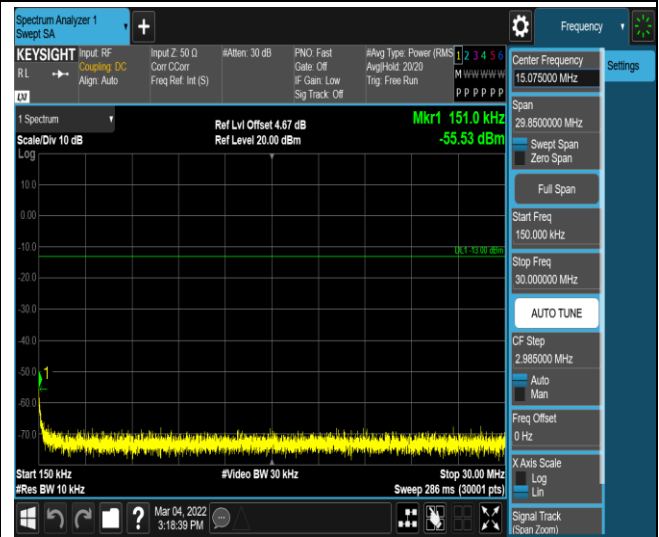 Spectrum Analyzer 1
Swept SA
+
Frequency
KEYSIGHT
RL
LXI
Input: RF
Coupling: DC
Align: Auto
Input Z: 50 Ω
Corr CCorr
Freq Ref: Int (S)
#Atten: 30 dB
PNO: Fast
Gate: Off
IF Gain: Low
Sig Track: Off
#Avg Type: Power (RMS
Avg|Hold: 20/20
Trig: Free Run
1 2 3 4 5 6
M W W W W W
P P P P P P
Center Frequency
15.075000 MHz
Settings
Span
29.8500000 MHz
Swept Span
Zero Span
Full Span
Start Freq
150.000 kHz
Stop Freq
30.000000 MHz
AUTO TUNE
CF Step
2.985000 MHz
Auto
Man
Freq Offset
0 Hz
X Axis Scale
Log
Lin
Signal Track
(Span Zoom)
1 Spectrum
Scale/Div 10 dB
Log
Ref Lvl Offset 4.67 dB
Ref Level 20.00 dBm
Mkr1 151.0 kHz
-55.53 dBm
10.0
0.00
-10.0
DL1 -13.00 dBm
-20.0
-30.0
-40.0
-50.0
1
-60.0
-70.0
Start 150 kHz
#Video BW 30 kHz
Stop 30.00 MHz
#Res BW 10 kHz
Sweep 286 ms (30001 pts)
?
Mar 04, 2022
3:18:39 PM